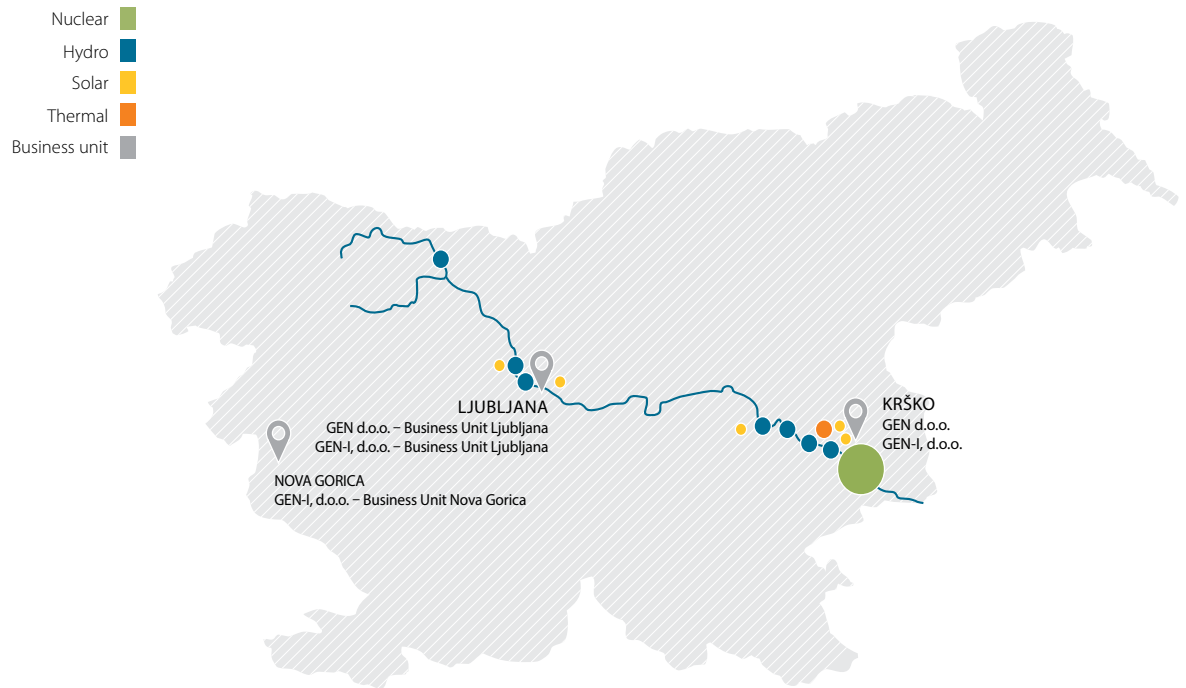 Nuclear
Hydro
Solar
Thermal
Business unit
LJUBLJANA
GEN d.o.o. – Business Unit Ljubljana
GEN-I, d.o.o. – Business Unit Ljubljana
KRŠKO
GEN d.o.o.
GEN-I, d.o.o.
NOVA GORICA
GEN-I, d.o.o. – Business Unit Nova Gorica